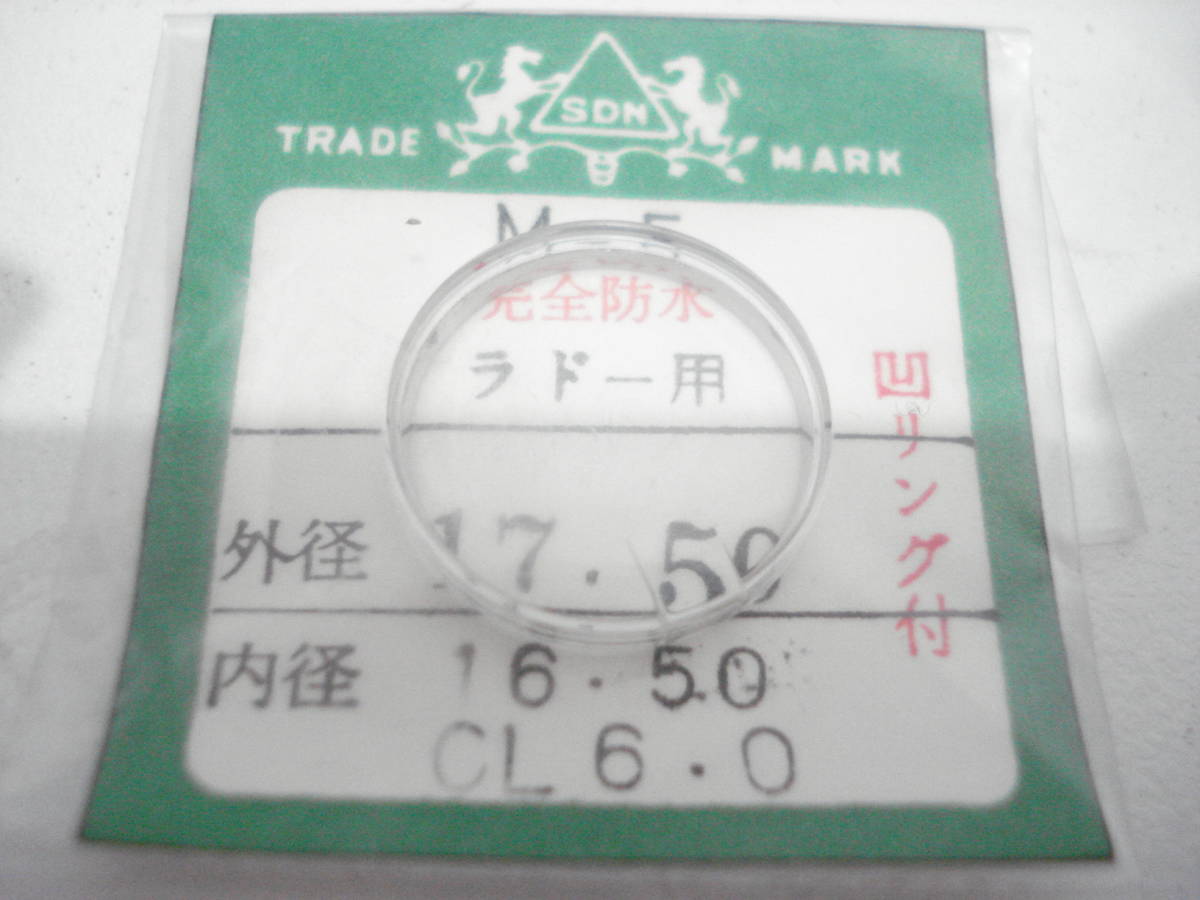 SDN
TRADE MARK
M-5
完全防水
ラドー用
凹リング付
外径 17.50
内径 16.50
CL 6.0